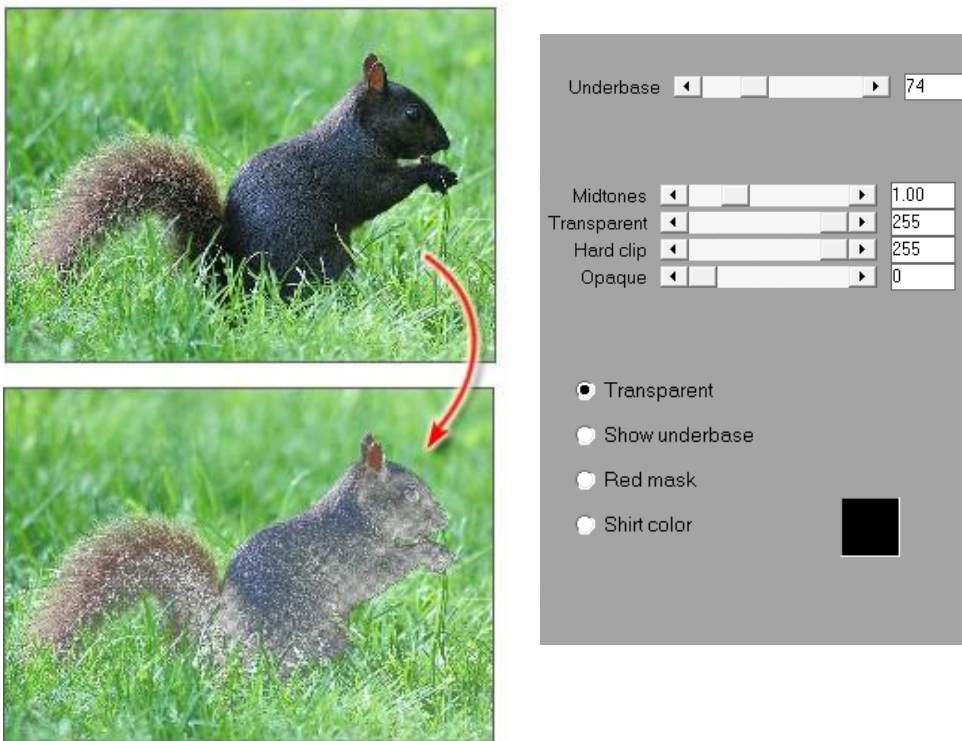 Underbase 74
Midtones 1.00
Transparent 255
Hard clip 255
Opaque 0
Transparent
Show underbase
Red mask
Shirt color